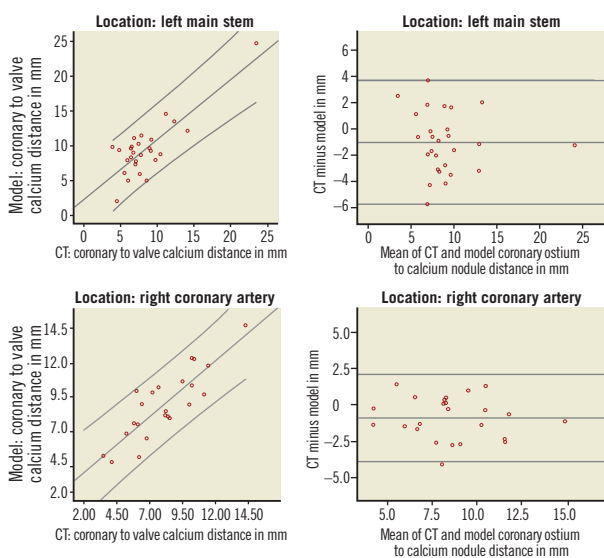 Location: left main stem
Model: coronary to valve
calcium distance in mm
25
20
15
10
5
0
0 5 10 15 20 25
CT: coronary to valve calcium distance in mm
Location: left main stem
CT minus model in mm
6
4
2
0
−2
−4
−6
0 5 10 15 20 25
Mean of CT and model coronary ostium
to calcium nodule distance in mm
Location: right coronary artery
Model: coronary to valve
calcium distance in mm
14.5
12.0
9.5
7.0
4.5
2.0
2.00 4.50 7.00 9.50 12.00 14.50
CT: coronary to valve calcium distance in mm
Location: right coronary artery
CT minus model in mm
5.0
2.5
0
−2.5
−5.0
5.0 7.5 10.0 12.5 15.0
Mean of CT and model coronary ostium
to calcium nodule distance in mm